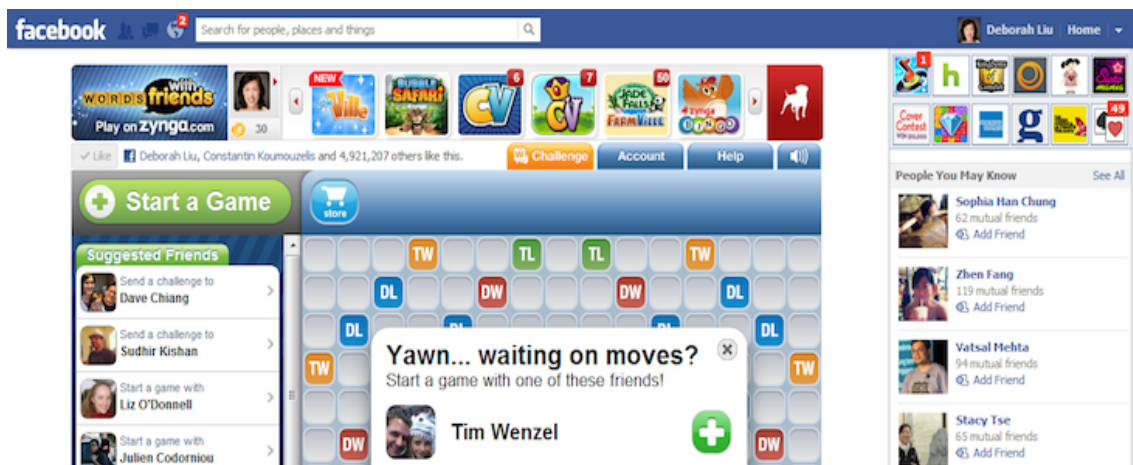 facebook
2
Search for people, places and things
Deborah Liu Home
WORDS with friends
Play on zynga.com
30
NEW
Ville
BUBBLE SAFARI
CV
6
CV
7
JADE FALLS
FARMVILLE
50
zynga
BINGO
1
h
g
Cover Contest
49
Like
Deborah Liu, Constantin Koumouzelis and 4,921,207 others like this.
Challenge
Account
Help
Start a Game
store
People You May Know See All
Sophia Han Chung
62 mutual friends
Add Friend
Zhen Fang
119 mutual friends
Add Friend
Vatsal Mehta
94 mutual friends
Add Friend
Stacy Tse
65 mutual friends
Add Friend
Suggested Friends
Send a challenge to
Dave Chiang
Send a challenge to
Sudhir Kishan
Start a game with
Liz O'Donnell
Start a game with
Julien Codorniou
TW TL TL TW
DL DW DW DL
DL DL DL DL
TW TW
DW DW
Yawn... waiting on moves?
Start a game with one of these friends!
Tim Wenzel